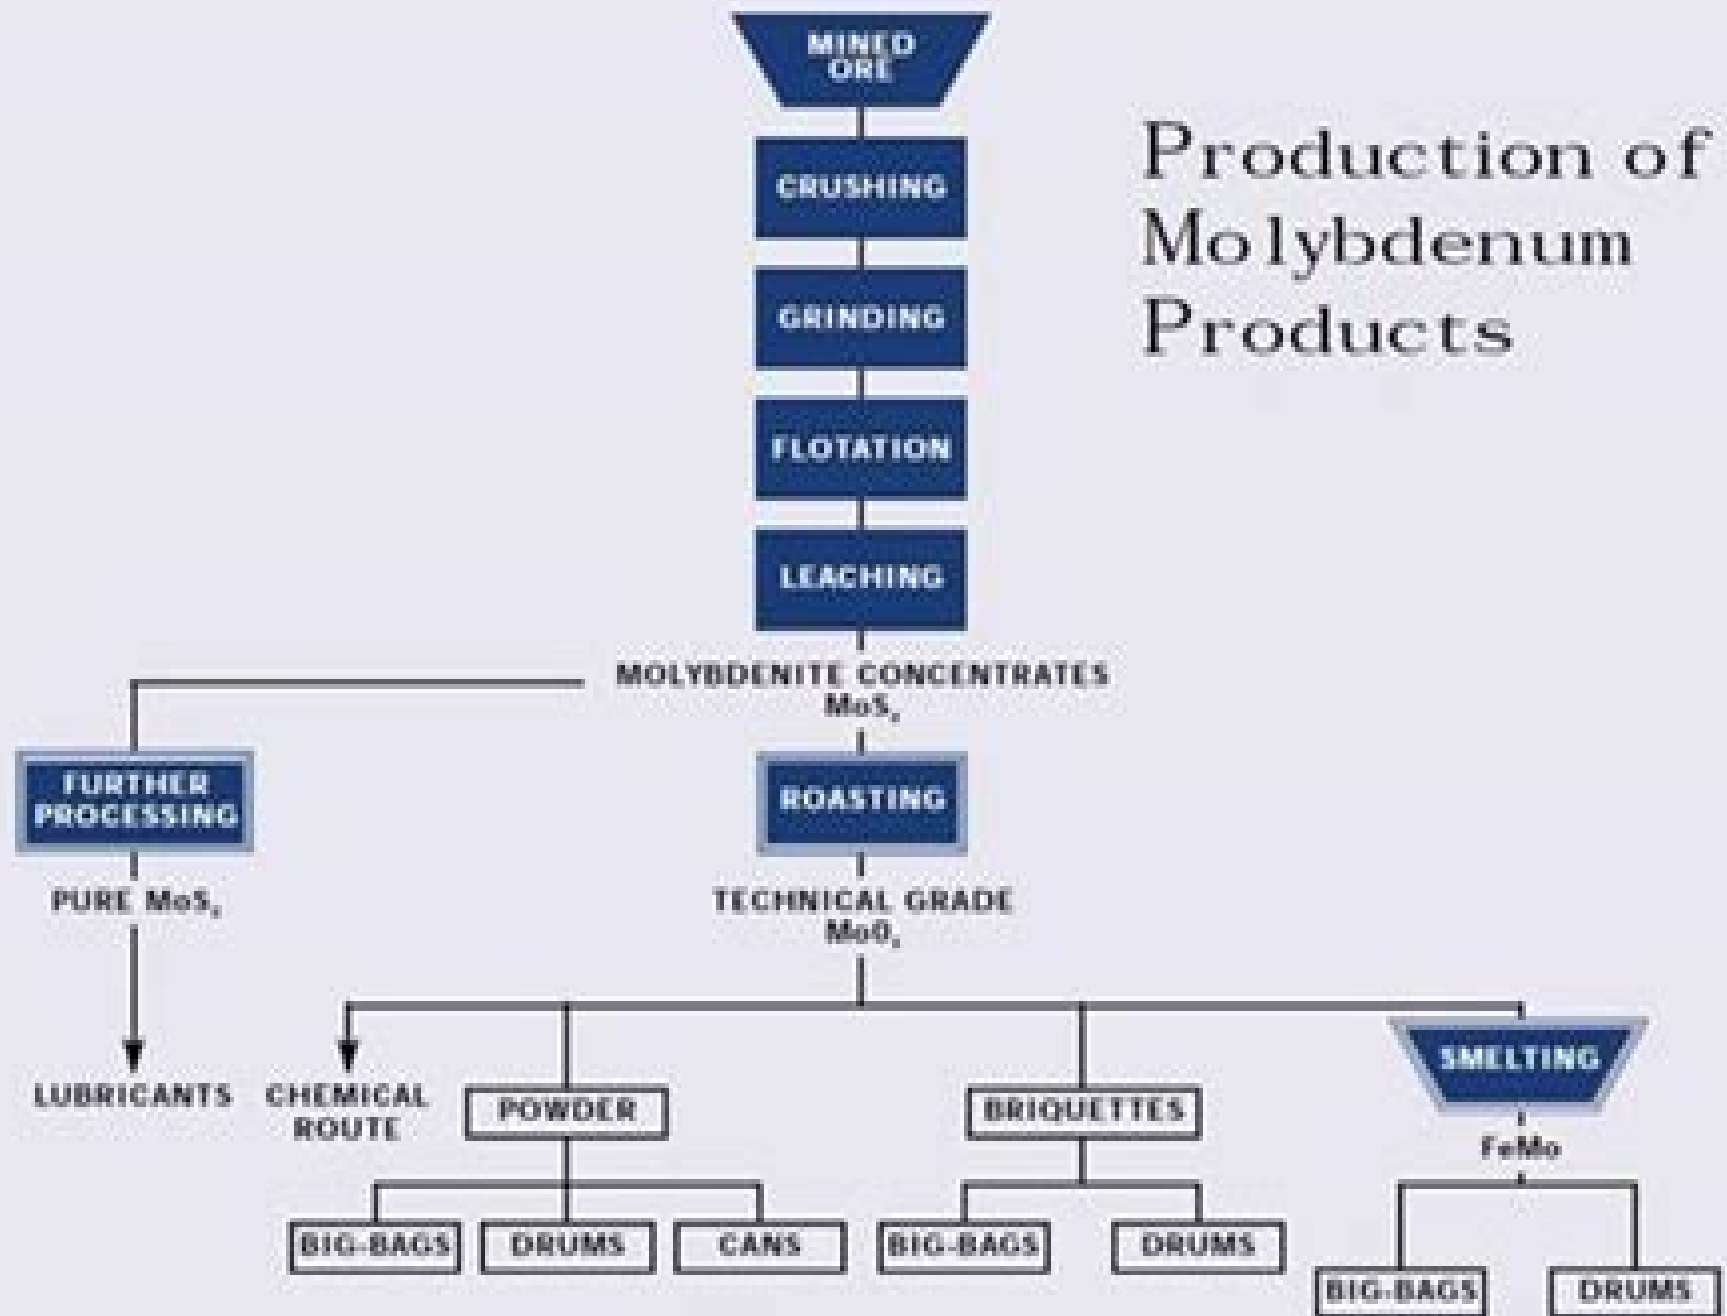 MINED
ORE
Production of
Molybdenum
Products
CRUSHING
GRINDING
FLOTATION
LEACHING
MOLYBDENITE CONCENTRATES
MoS₂
FURTHER
PROCESSING
ROASTING
PURE MoS₂
TECHNICAL GRADE
MoO₃
LUBRICANTS
CHEMICAL
ROUTE
POWDER
BRIQUETTES
SMELTING
FeMo
BIG-BAGS
DRUMS
CANS
BIG-BAGS
DRUMS
BIG-BAGS
DRUMS